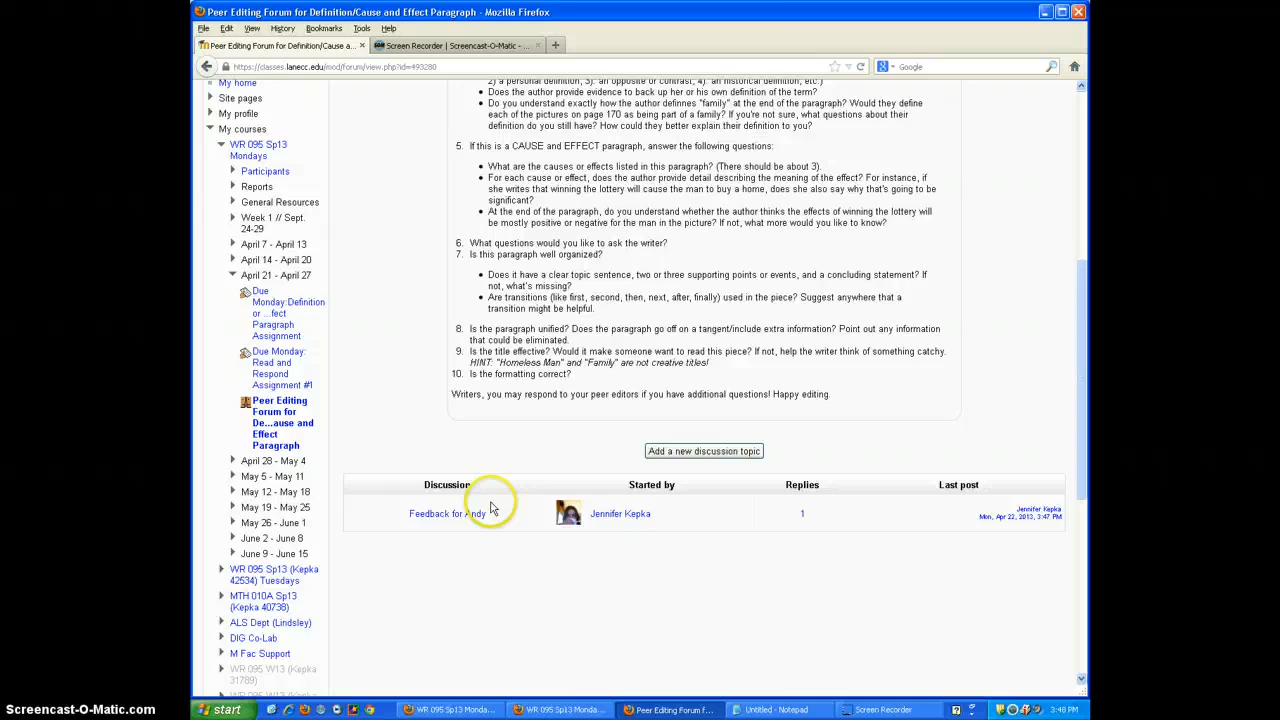 Peer Editing Forum for Definition/Cause and Effect Paragraph - Mozilla Firefox
File Edit View History Bookmarks Tools Help
Peer Editing Forum for Definition/Cause a... × Screen Recorder | Screencast-O-Matic - ... × +
https://classes.lanecc.edu/mod/forum/view.php?id=493280
Google
My home
Site pages
My profile
My courses
WR 095 Sp13
Mondays
Participants
Reports
General Resources
Week 1 // Sept.
24-29
April 7 - April 13
April 14 - April 20
April 21 - April 27
Due
Monday:Definition
or ...fect
Paragraph
Assignment
Due Monday:
Read and
Respond
Assignment #1
Peer Editing
Forum for
De...ause and
Effect
Paragraph
April 28 - May 4
May 5 - May 11
May 12 - May 18
May 19 - May 25
May 26 - June 1
June 2 - June 8
June 9 - June 15
WR 095 Sp13 (Kepka
42534) Tuesdays
MTH 010A Sp13
(Kepka 40738)
ALS Dept (Lindsley)
DIG Co-Lab
M Fac Support
WR 095 W13 (Kepka
31789)
WR 095 W13 (Kepka
2) a personal definition, 3). an opposite or contrast, 4). an historical definition, etc.)
• Does the author provide evidence to back up her or his own definition of the term?
• Do you understand exactly how the author definnes "family" at the end of the paragraph? Would they define
each of the pictures on page 170 as being part of a family? If you're not sure, what questions about their
definition do you still have? How could they better explain their definition to you?
5. If this is a CAUSE and EFFECT paragraph, answer the following questions:
• What are the causes or effects listed in this paragraph? (There should be about 3).
• For each cause or effect, does the author provide detail describing the meaning of the effect? For instance, if
she writes that winning the lottery will cause the man to buy a home, does she also say why that's going to be
significant?
• At the end of the paragraph, do you understand whether the author thinks the effects of winning the lottery will
be mostly positive or negative for the man in the picture? If not, what more would you like to know?
6. What questions would you like to ask the writer?
7. Is this paragraph well organized?
• Does it have a clear topic sentence, two or three supporting points or events, and a concluding statement? If
not, what's missing?
• Are transitions (like first, second, then, next, after, finally) used in the piece? Suggest anywhere that a
transition might be helpful.
8. Is the paragraph unified? Does the paragraph go off on a tangent/include extra information? Point out any information
that could be eliminated.
9. Is the title effective? Would it make someone want to read this piece? If not, help the writer think of something catchy.
HINT: "Homeless Man" and "Family" are not creative titles!
10. Is the formatting correct?
Writers, you may respond to your peer editors if you have additional questions! Happy editing.
Add a new discussion topic
Discussion Started by Replies Last post
Feedback for Andy Jennifer Kepka 1 Jennifer Kepka
Mon, Apr 22, 2013, 3:47 PM
Screencast-O-Matic.com
start WR 095 Sp13 Monda... WR 095 Sp13 Monda... Peer Editing Forum f... Untitled - Notepad Screen Recorder 3:48 PM